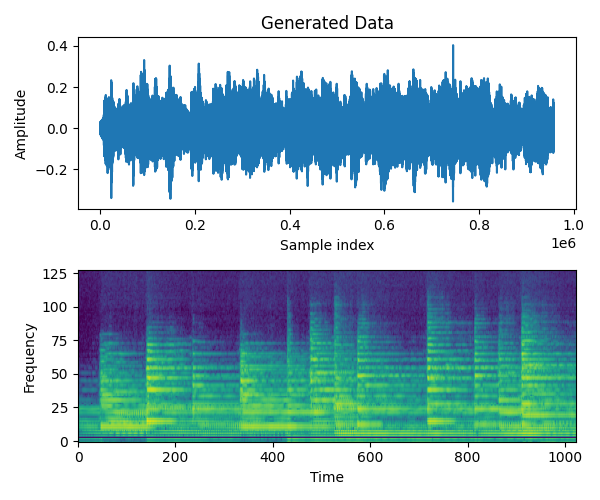 Generated Data
0.4
0.2
0.0
−0.2
Amplitude
0.0 0.2 0.4 0.6 0.8 1.0
Sample index
1e6
125
100
75
50
25
0
Frequency
0 200 400 600 800 1000
Time